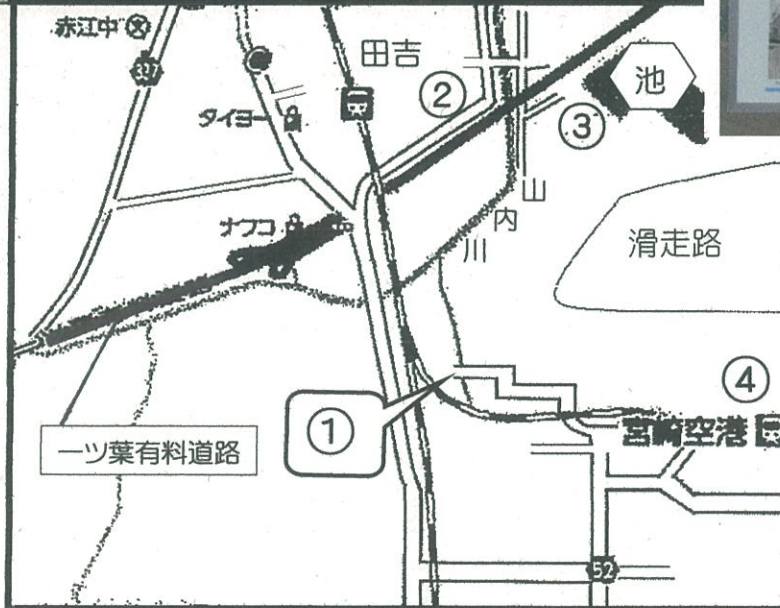 赤江中
337
田吉
②
池
③
タイヨー
山
内
川
ナフコ
滑走路
①
④
一ツ葉有料道路
宮崎空港
52